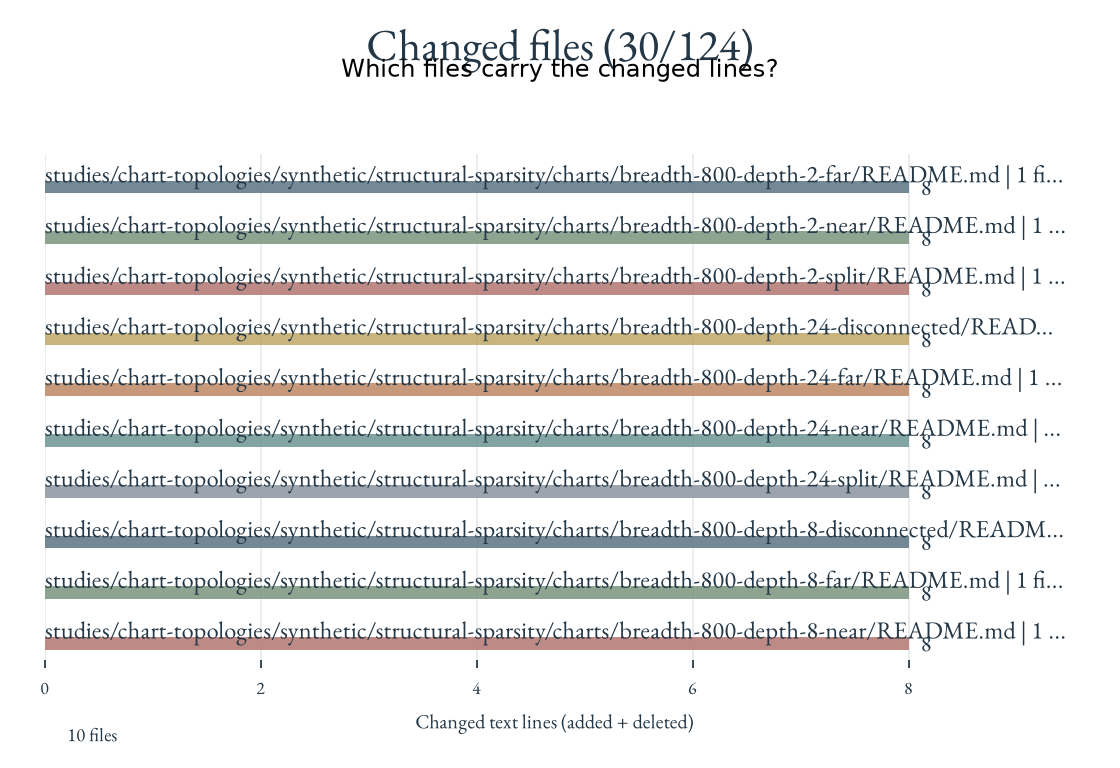 Changed files (30/124)
Which files carry the changed lines?
studies/chart-topologies/synthetic/structural-sparsity/charts/breadth-800-depth-2-far/README.md | 1 fi...
8
studies/chart-topologies/synthetic/structural-sparsity/charts/breadth-800-depth-2-near/README.md | 1 ...
8
studies/chart-topologies/synthetic/structural-sparsity/charts/breadth-800-depth-2-split/README.md | 1 ...
8
studies/chart-topologies/synthetic/structural-sparsity/charts/breadth-800-depth-24-disconnected/READ...
8
studies/chart-topologies/synthetic/structural-sparsity/charts/breadth-800-depth-24-far/README.md | 1 ...
8
studies/chart-topologies/synthetic/structural-sparsity/charts/breadth-800-depth-24-near/README.md | ...
8
studies/chart-topologies/synthetic/structural-sparsity/charts/breadth-800-depth-24-split/README.md | ...
8
studies/chart-topologies/synthetic/structural-sparsity/charts/breadth-800-depth-8-disconnected/READM...
8
studies/chart-topologies/synthetic/structural-sparsity/charts/breadth-800-depth-8-far/README.md | 1 fi...
8
studies/chart-topologies/synthetic/structural-sparsity/charts/breadth-800-depth-8-near/README.md | 1 ...
8
0 2 4 6 8
Changed text lines (added + deleted)
10 files